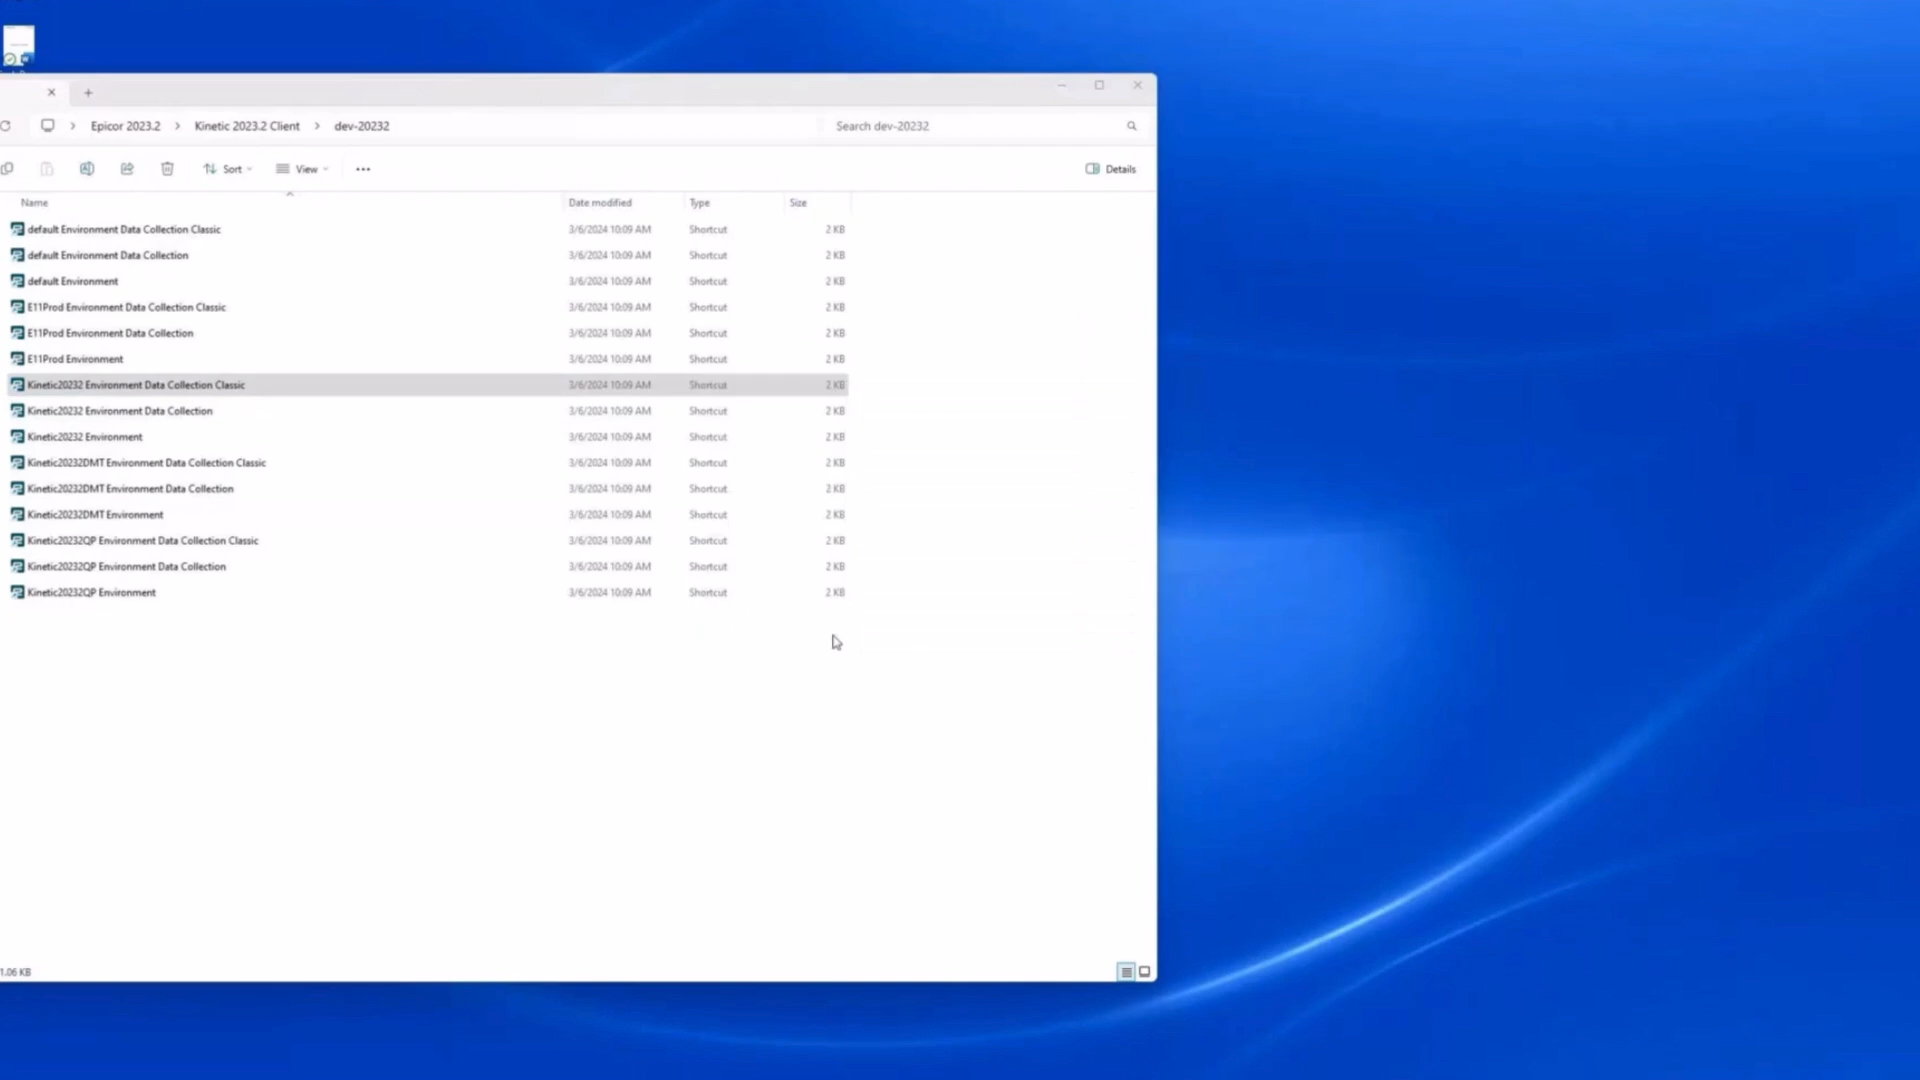 Epicor 2023.2 > Kinetic 2023.2 Client > dev-20232
Search dev-20232
Sort
View
Details
Name Date modified Type Size
default Environment Data Collection Classic 3/6/2024 10:09 AM Shortcut 2 KB
default Environment Data Collection 3/6/2024 10:09 AM Shortcut 2 KB
default Environment 3/6/2024 10:09 AM Shortcut 2 KB
E11Prod Environment Data Collection Classic 3/6/2024 10:09 AM Shortcut 2 KB
E11Prod Environment Data Collection 3/6/2024 10:09 AM Shortcut 2 KB
E11Prod Environment 3/6/2024 10:09 AM Shortcut 2 KB
Kinetic20232 Environment Data Collection Classic 3/6/2024 10:09 AM Shortcut 2 KB
Kinetic20232 Environment Data Collection 3/6/2024 10:09 AM Shortcut 2 KB
Kinetic20232 Environment 3/6/2024 10:09 AM Shortcut 2 KB
Kinetic20232DMT Environment Data Collection Classic 3/6/2024 10:09 AM Shortcut 2 KB
Kinetic20232DMT Environment Data Collection 3/6/2024 10:09 AM Shortcut 2 KB
Kinetic20232DMT Environment 3/6/2024 10:09 AM Shortcut 2 KB
Kinetic20232QP Environment Data Collection Classic 3/6/2024 10:09 AM Shortcut 2 KB
Kinetic20232QP Environment Data Collection 3/6/2024 10:09 AM Shortcut 2 KB
Kinetic20232QP Environment 3/6/2024 10:09 AM Shortcut 2 KB
1.06 KB